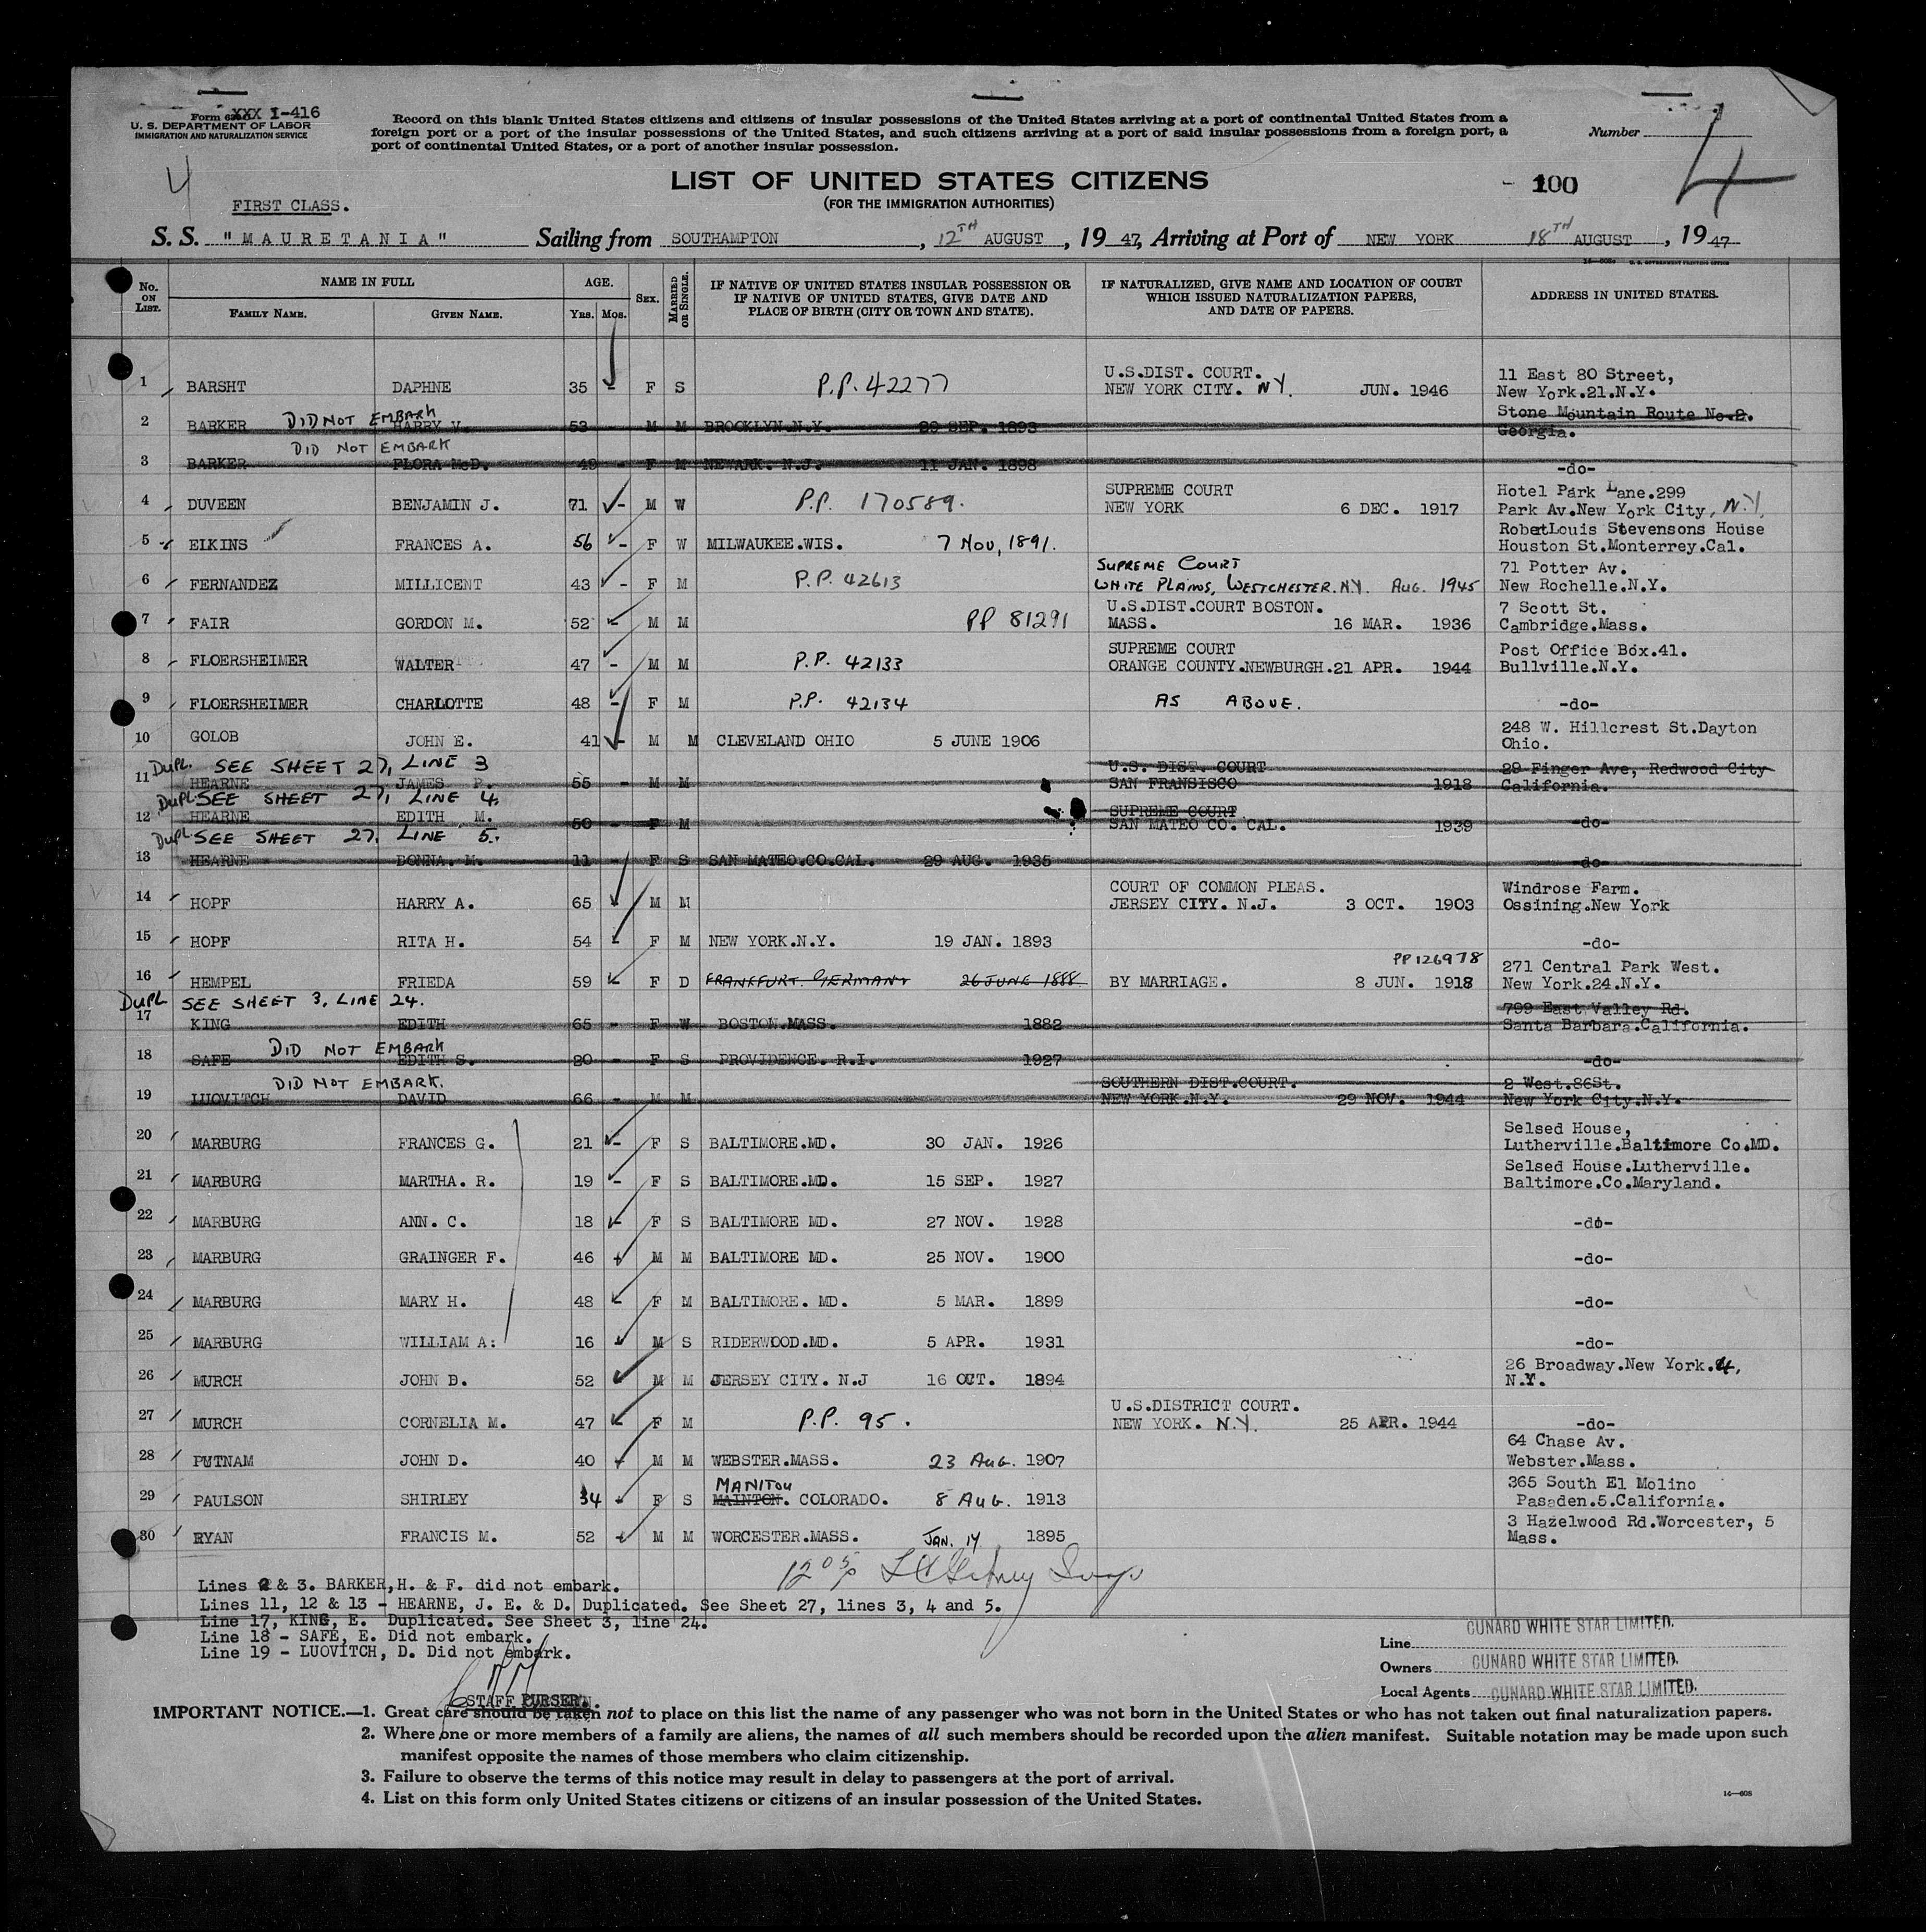 Form XXX I-416
U. S. DEPARTMENT OF LABOR
IMMIGRATION AND NATURALIZATION SERVICE
Record on this blank United States citizens and citizens of insular possessions of the United States arriving at a port of continental United States from a
foreign port or a port of the insular possessions of the United States, and such citizens arriving at a port of said insular possessions from a foreign port, a
port of continental United States, or a port of another insular possession.
Number
4
4
LIST OF UNITED STATES CITIZENS
(FOR THE IMMIGRATION AUTHORITIES)
- 100
FIRST CLASS.
S. S. "MAURETANIA" Sailing from SOUTHAMPTON, 12TH AUGUST, 1947, Arriving at Port of NEW YORK 18TH AUGUST, 1947
No. ON LIST.
NAME IN FULL
FAMILY NAME. GIVEN NAME.
AGE.
YRS. MOS.
SEX.
MARRIED OR SINGLE.
IF NATIVE OF UNITED STATES INSULAR POSSESSION OR
IF NATIVE OF UNITED STATES, GIVE DATE AND
PLACE OF BIRTH (CITY OR TOWN AND STATE).
IF NATURALIZED, GIVE NAME AND LOCATION OF COURT
WHICH ISSUED NATURALIZATION PAPERS,
AND DATE OF PAPERS.
ADDRESS IN UNITED STATES.
U.S.DIST. COURT. 11 East 80 Street,
1 BARSHT DAPHNE 35 - F S P.P. 42277 NEW YORK CITY. NY. JUN. 1946 New York.21.N.Y.
DID NOT EMBARK Stone Mountain Route No.2.
2 BARKER HARRY V. 53 - M M BROOKLYN.N.Y. 29 SEP. 1893 Georgia.
DID NOT EMBARK
3 BARKER FLORA McD. 49 - F M NEWARK. N.J. 11 JAN. 1898 -do-
SUPREME COURT Hotel Park Lane.299
4 DUVEEN BENJAMIN J. 71 - M W P.P. 170589. NEW YORK 6 DEC. 1917 Park Av.New York City, N.Y.
RobertLouis Stevensons House
5 ELKINS FRANCES A. 56 - F W MILWAUKEE.WIS. 7 Nov, 1891. Houston St.Monterrey.Cal.
SUPREME COURT 71 Potter Av.
6 FERNANDEZ MILLICENT 43 - F M P.P. 42613 WHITE PLAINS, WESTCHESTER. N.Y. Aug. 1945 New Rochelle.N.Y.
U.S.DIST.COURT BOSTON. 7 Scott St.
7 FAIR GORDON M. 52 - M M PP 81291 MASS. 16 MAR. 1936 Cambridge.Mass.
SUPREME COURT Post Office Box.41.
8 FLOERSHEIMER WALTER 47 - M M P.P. 42133 ORANGE COUNTY.NEWBURGH.21 APR. 1944 Bullville.N.Y.
9 FLOERSHEIMER CHARLOTTE 48 - F M P.P. 42134 AS ABOVE. -do-
248 W. Hillcrest St.Dayton
10 GOLOB JOHN E. 41 - M M CLEVELAND OHIO 5 JUNE 1906 Ohio.
Dupl. SEE SHEET 27, LINE 3 U.S. DIST. COURT 29 Finger Ave, Redwood City
11 HEARNE JAMES P. 55 - M M SAN FRANSISCO 1918 California.
Dupl. SEE SHEET 27, LINE 4. SUPREME COURT
12 HEARNE EDITH M. 50 - F M SAN MATEO CO. CAL. 1939 -do-
Dupl. SEE SHEET 27. LINE 5.
13 HEARNE DONNA. M. 11 - F S SAN MATEO.CO.CAL. 29 AUG. 1935 -do-
COURT OF COMMON PLEAS. Windrose Farm.
14 HOPF HARRY A. 65 - M M JERSEY CITY. N.J. 3 OCT. 1903 Ossining.New York
15 HOPF RITA H. 54 - F M NEW YORK.N.Y. 19 JAN. 1893 -do-
PP126978 271 Central Park West.
16 HEMPEL FRIEDA 59 - F D FRANKFURT. GERMANY 26 JUNE 1888. BY MARRIAGE. 8 JUN. 1918 New York.24.N.Y.
DUPL SEE SHEET 3, LINE 24. 799 East Valley Rd.
17 KING EDITH 65 - F W BOSTON.MASS. 1882 Santa Barbara.California.
DID NOT EMBARK
18 SAFE EDITH S. 20 - F S PROVIDENCE. R.I. 1927 -do-
DID NOT EMBARK. SOUTHERN DIST.COURT. 2 West.86St.
19 LUOVITCH DAVID 66 - M M NEW YORK.N.Y. 29 NOV. 1944 New York City.N.Y.
Selsed House,
20 MARBURG FRANCES G. 21 - F S BALTIMORE.MD. 30 JAN. 1926 Lutherville.Baltimore Co.MD.
Selsed House.Lutherville.
21 MARBURG MARTHA. R. 19 - F S BALTIMORE.MD. 15 SEP. 1927 Baltimore.Co.Maryland.
22 MARBURG ANN. C. 18 - F S BALTIMORE MD. 27 NOV. 1928 -do-
23 MARBURG GRAINGER F. 46 - M M BALTIMORE MD. 25 NOV. 1900 -do-
24 MARBURG MARY H. 48 - F M BALTIMORE. MD. 5 MAR. 1899 -do-
25 MARBURG WILLIAM A. 16 - M S RIDERWOOD.MD. 5 APR. 1931 -do-
26 Broadway.New York.4,
26 MURCH JOHN D. 52 - M M JERSEY CITY. N.J 16 OCT. 1894 N.Y.
U.S.DISTRICT COURT.
27 MURCH CORNELIA M. 47 - F M P.P. 95. NEW YORK. N.Y. 25 APR. 1944 -do-
64 Chase Av.
28 PUTNAM JOHN D. 40 - M M WEBSTER.MASS. 23 Aug. 1907 Webster.Mass.
MANITOU 365 South El Molino
29 PAULSON SHIRLEY 34 - F S MAINTON. COLORADO. 8 Aug. 1913 Pasaden.5.California.
3 Hazelwood Rd.Worcester, 5
30 RYAN FRANCIS M. 52 - M M WORCESTER.MASS. JAN. 14 1895 Mass.
Lines 2 & 3. BARKER,H. & F. did not embark.
Lines 11, 12 & 13 - HEARNE, J. E. & D. Duplicated. See Sheet 27, lines 3, 4 and 5.
Line 17, KING, E. Duplicated. See Sheet 3, line 24.
Line 18 - SAFE, E. Did not embark.
Line 19 - LUOVITCH, D. Did not embark.
STAFF PURSER.
Line CUNARD WHITE STAR LIMITED.
Owners CUNARD WHITE STAR LIMITED.
Local Agents CUNARD WHITE STAR LIMITED.
IMPORTANT NOTICE.—1. Great care should be taken not to place on this list the name of any passenger who was not born in the United States or who has not taken out final naturalization papers.
2. Where one or more members of a family are aliens, the names of all such members should be recorded upon the alien manifest. Suitable notation may be made upon such
manifest opposite the names of those members who claim citizenship.
3. Failure to observe the terms of this notice may result in delay to passengers at the port of arrival.
4. List on this form only United States citizens or citizens of an insular possession of the United States.
14—608